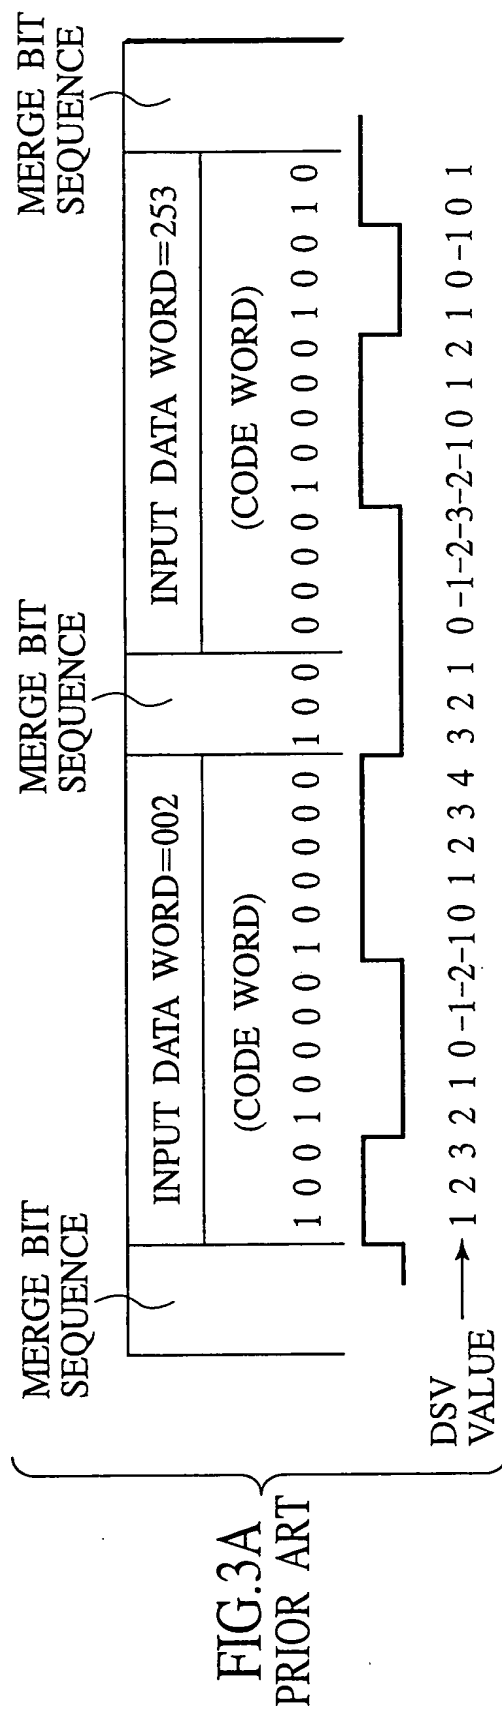 MERGE BIT
SEQUENCE
MERGE BIT
SEQUENCE
MERGE BIT
SEQUENCE
INPUT DATA WORD=002
INPUT DATA WORD=253
(CODE WORD)
(CODE WORD)
1 0 0 1 0 0 0 0 1 0 0 0 0 0 1 0 0 0 0 0 0 1 0 0 0 0 1 0 0 1 0
DSV
VALUE
1 2 3 2 1 0 -1-2-1 0 1 2 3 4 3 2 1 0 -1-2-3-2-1 0 1 2 1 0 -1 0 1
FIG.3A
PRIOR ART